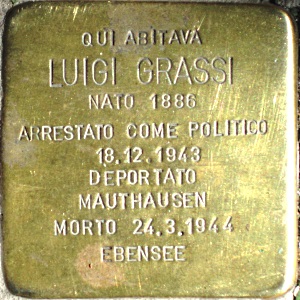 QUI ABITAVA
LUIGI GRASSI
NATO 1886
ARRESTATO COME POLITICO
18.12.1943
DEPORTATO
MAUTHAUSEN
MORTO 24.3.1944
EBENSEE